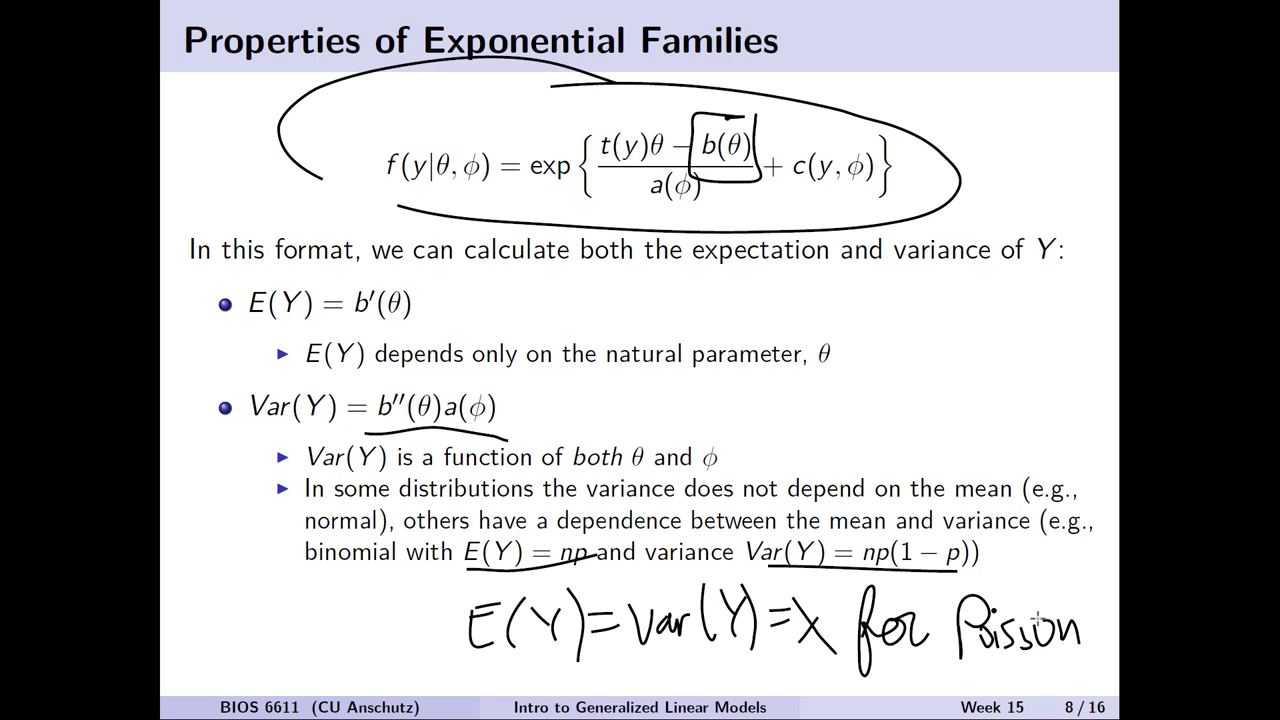 Properties of Exponential Families
f(y|θ, ϕ) = exp { t(y)θ − b(θ) / a(ϕ) + c(y, ϕ) }
In this format, we can calculate both the expectation and variance of Y:
E(Y) = b′(θ)
▶ E(Y) depends only on the natural parameter, θ
Var(Y) = b′′(θ)a(ϕ)
▶ Var(Y) is a function of both θ and ϕ
▶ In some distributions the variance does not depend on the mean (e.g.,
normal), others have a dependence between the mean and variance (e.g.,
binomial with E(Y) = np and variance Var(Y) = np(1 − p))
E(Y) = Var(Y) = λ for Poisson
BIOS 6611 (CU Anschutz) Intro to Generalized Linear Models Week 15 8 / 16